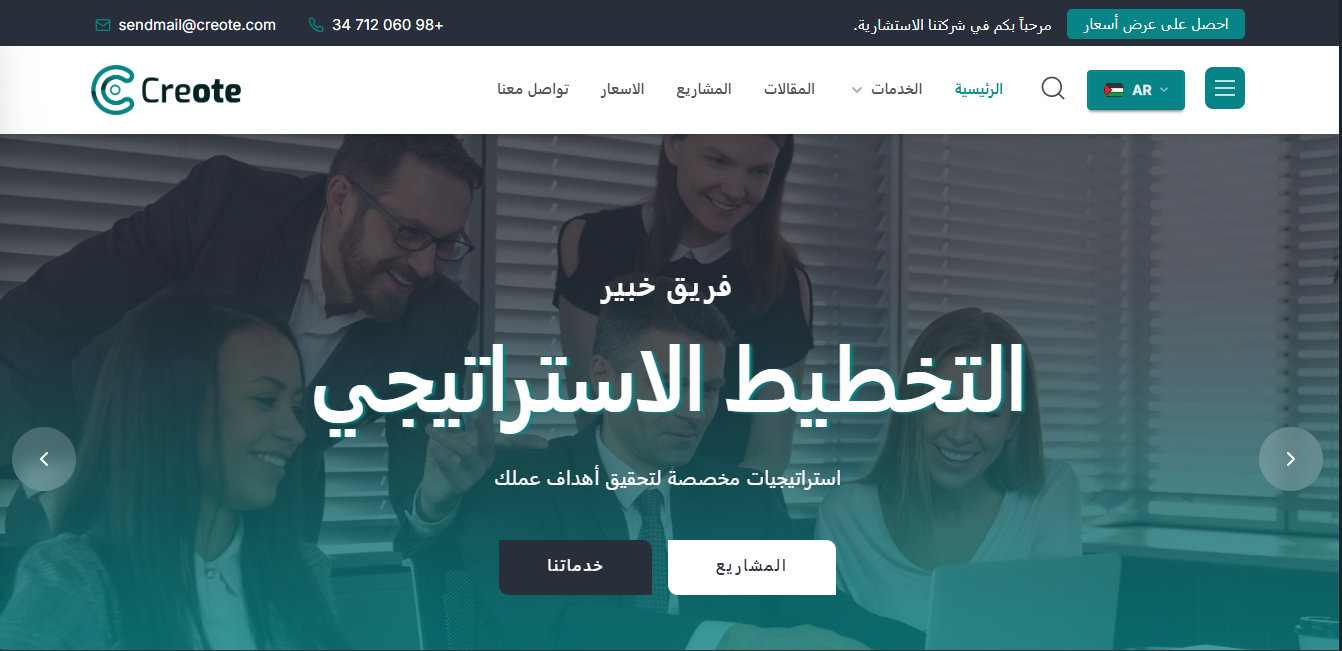 احصل على عرض أسعار
مرحباً بكم في شركتنا الاستشارية.
34 712 060 98+
sendmail@creote.com
AR
الرئيسية
الخدمات
المقالات
المشاريع
الاسعار
تواصل معنا
Creote
فريق خبير
التخطيط الاستراتيجي
استراتيجيات مخصصة لتحقيق أهداف عملك
المشاريع
خدماتنا